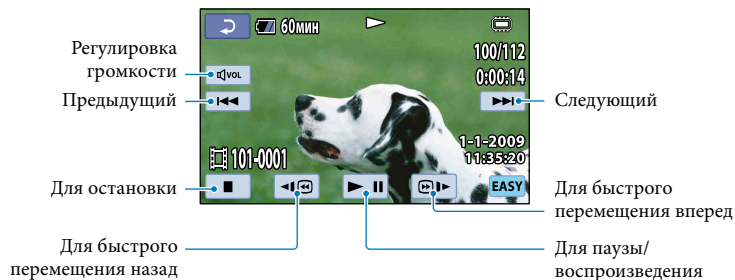 60мин
100/112
0:00:14
VOL
1-1-2009
11:35:20
101-0001
EASY
Регулировка
громкости
Предыдущий
Для остановки
Для быстрого
перемещения назад
Следующий
Для быстрого
перемещения вперед
Для паузы/
воспроизведения